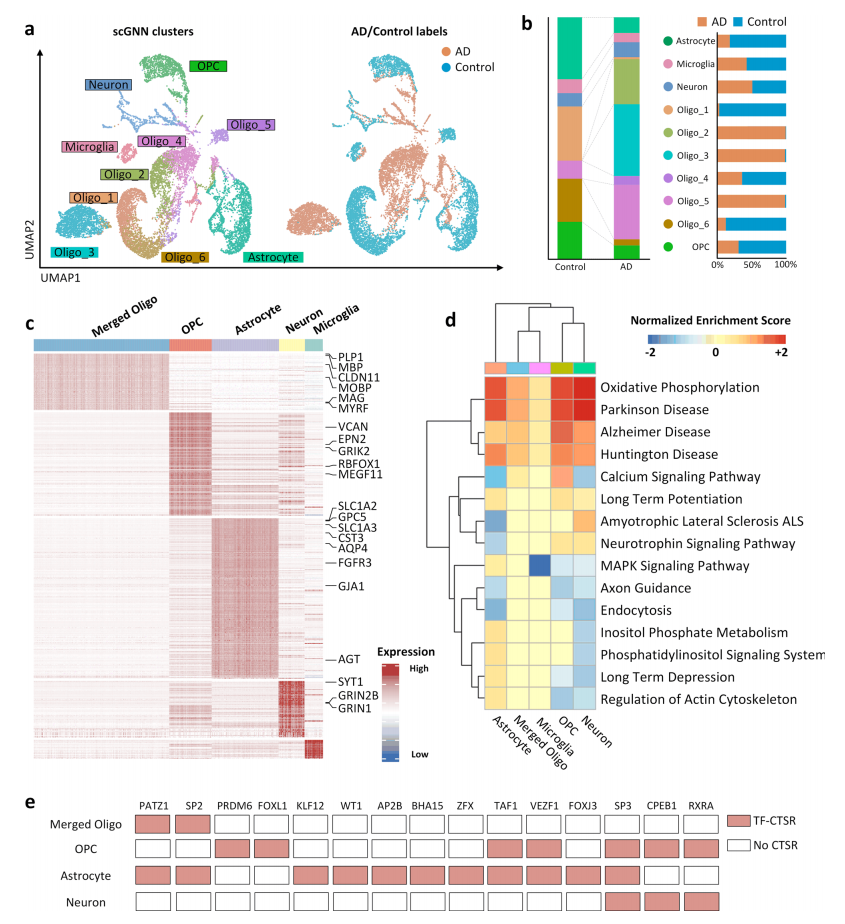 a
scGNN clusters
AD/Control labels
AD
Control
OPC
Neuron
Oligo_5
Oligo_4
Microglia
Oligo_2
Oligo_1
Oligo_3
Oligo_6
Astrocyte
UMAP2
UMAP1
b
AD Control
Astrocyte
Microglia
Neuron
Oligo_1
Oligo_2
Oligo_3
Oligo_4
Oligo_5
Oligo_6
OPC
Control AD
0% 50% 100%
c
Merged Oligo OPC Astrocyte Neuron Microglia
PLP1
MBP
CLDN11
MOBP
MAG
MYRF
VCAN
EPN2
GRIK2
RBFOX1
MEGF11
SLC1A2
GPC5
SLC1A3
CST3
AQP4
FGFR3
GJA1
AGT
SYT1
GRIN2B
GRIN1
Expression
High
Low
d
Normalized Enrichment Score
-2 0 +2
Oxidative Phosphorylation
Parkinson Disease
Alzheimer Disease
Huntington Disease
Calcium Signaling Pathway
Long Term Potentiation
Amyotrophic Lateral Sclerosis ALS
Neurotrophin Signaling Pathway
MAPK Signaling Pathway
Axon Guidance
Endocytosis
Inositol Phosphate Metabolism
Phosphatidylinositol Signaling System
Long Term Depression
Regulation of Actin Cytoskeleton
Astrocyte
Merged Oligo
Microglia
OPC
Neuron
e
PATZ1 SP2 PRDM6 FOXL1 KLF12 WT1 AP2B BHA15 ZFX TAF1 VEZF1 FOXJ3 SP3 CPEB1 RXRA
Merged Oligo
OPC
Astrocyte
Neuron
TF-CTSR
No CTSR